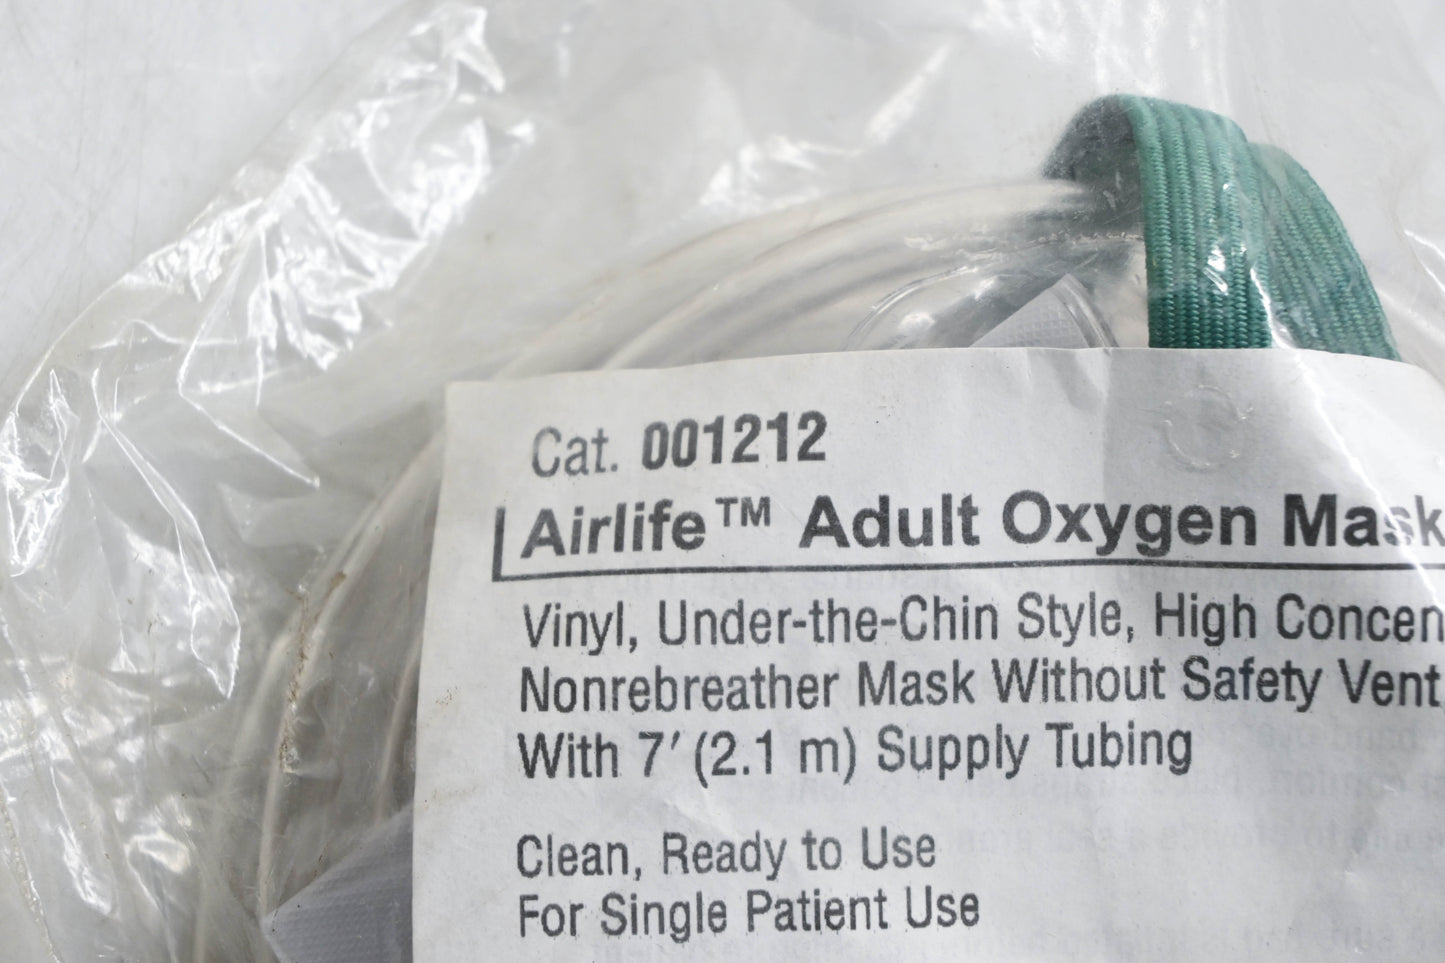 Cat. 001212
Airlife™ Adult Oxygen Mask
Vinyl, Under-the-Chin Style, High Concen
Nonrebreather Mask Without Safety Vent,
With 7′ (2.1 m) Supply Tubing
Clean, Ready to Use
For Single Patient Use